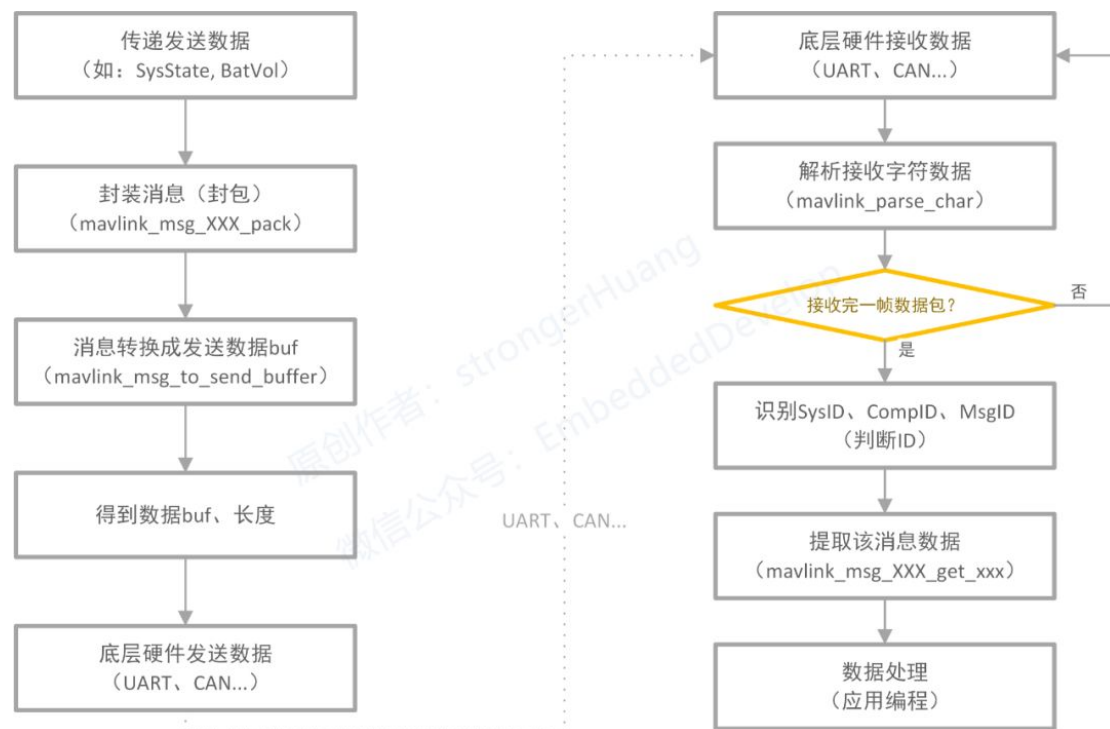 传递发送数据
（如：SysState, BatVol）
封装消息（封包）
（mavlink_msg_XXX_pack）
消息转换成发送数据buf
（mavlink_msg_to_send_buffer）
得到数据buf、长度
底层硬件发送数据
（UART、CAN...）
UART、CAN...
底层硬件接收数据
（UART、CAN...）
解析接收字符数据
（mavlink_parse_char）
接收完一帧数据包？
否
是
识别SysID、CompID、MsgID
（判断ID）
提取该消息数据
（mavlink_msg_XXX_get_xxx）
数据处理
（应用编程）
原创作者：strongerHuang
微信公众号：EmbeddedDevelop